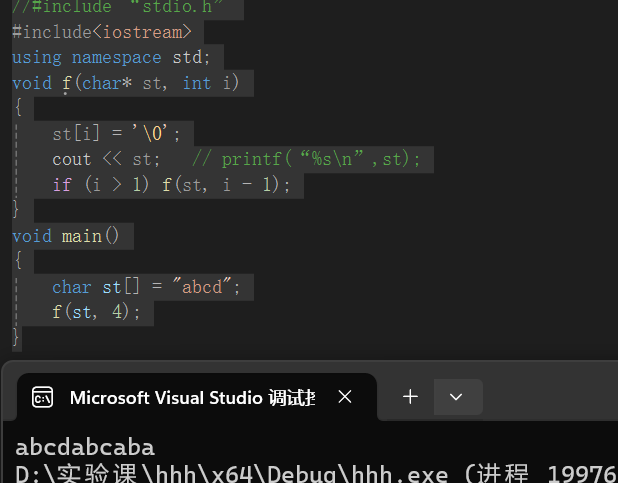 //#include “stdio.h”
#include<iostream>
using namespace std;
void f(char* st, int i)
{
st[i] = '\0';
cout << st;   // printf(“%s\n”,st);
if (i > 1) f(st, i - 1);
}
void main()
{
char st[] = "abcd";
f(st, 4);
}
Microsoft Visual Studio 调试
abcdabcaba
D:\实验课\hhh\x64\Debug\hhh.exe (进程 19976